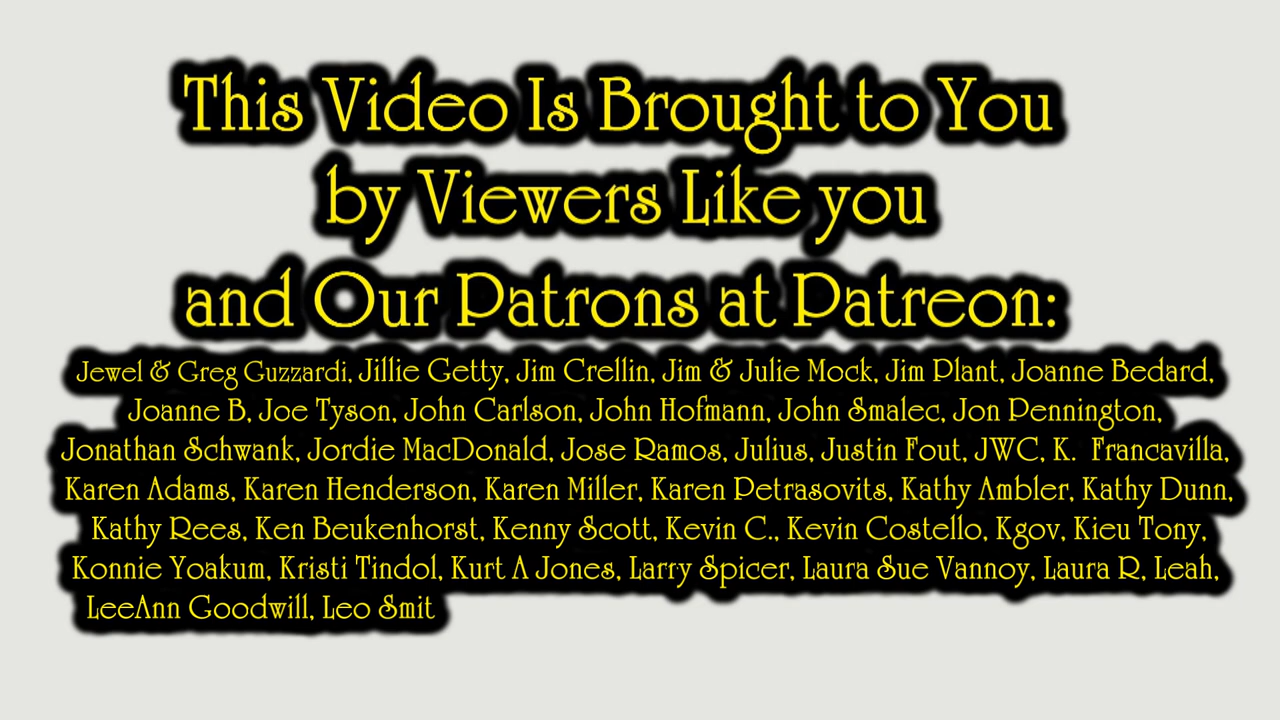 This Video Is Brought to You
by Viewers Like you
and Our Patrons at Patreon:
Jewel & Greg Guzzardi, Jillie Getty, Jim Crellin, Jim & Julie Mock, Jim Plant, Joanne Bedard,
Joanne B, Joe Tyson, John Carlson, John Hofmann, John Smalec, Jon Pennington,
Jonathan Schwank, Jordie MacDonald, Jose Ramos, Julius, Justin Fout, JWC, K.  Francavilla,
Karen Adams, Karen Henderson, Karen Miller, Karen Petrasovits, Kathy Ambler, Kathy Dunn,
Kathy Rees, Ken Beukenhorst, Kenny Scott, Kevin C., Kevin Costello, Kgov, Kieu Tony,
Konnie Yoakum, Kristi Tindol, Kurt A Jones, Larry Spicer, Laura Sue Vannoy, Laura R, Leah,
LeeAnn Goodwill, Leo Smit